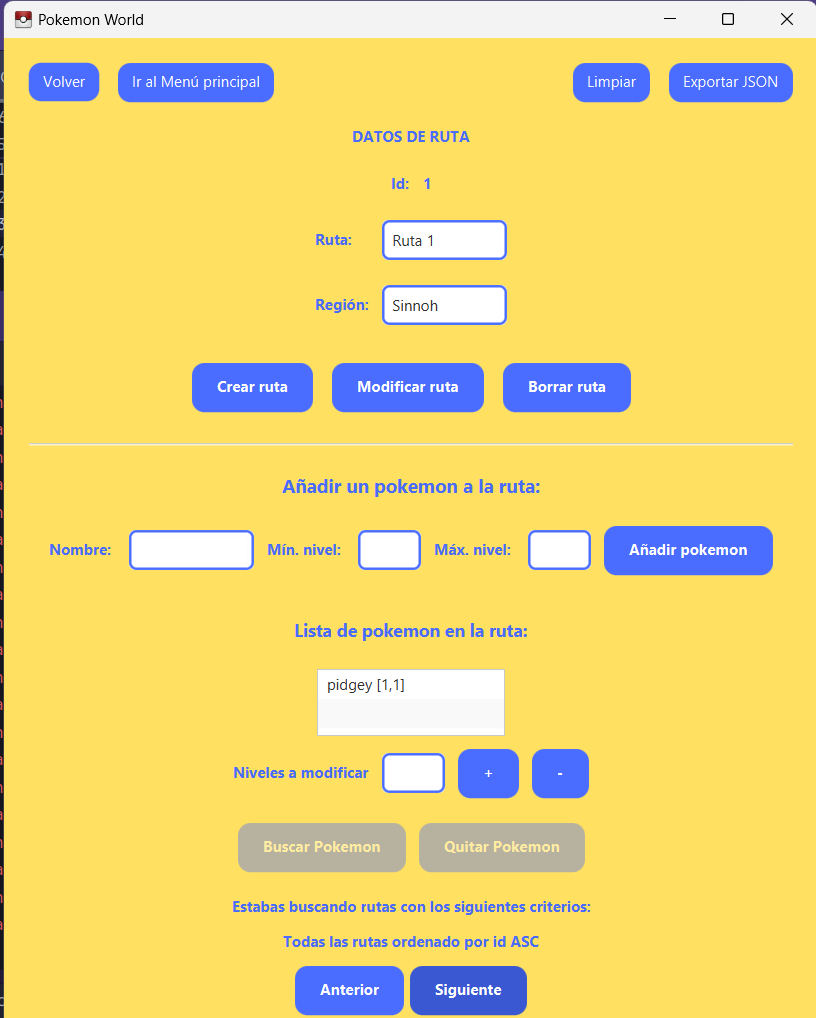 Pokemon World
Volver Ir al Menú principal Limpiar Exportar JSON
DATOS DE RUTA
Id: 1
Ruta: Ruta 1
Región: Sinnoh
Crear ruta Modificar ruta Borrar ruta
Añadir un pokemon a la ruta:
Nombre: Mín. nivel: Máx. nivel: Añadir pokemon
Lista de pokemon en la ruta:
pidgey [1,1]
Niveles a modificar + -
Buscar Pokemon Quitar Pokemon
Estabas buscando rutas con los siguientes criterios:
Todas las rutas ordenado por id ASC
Anterior Siguiente